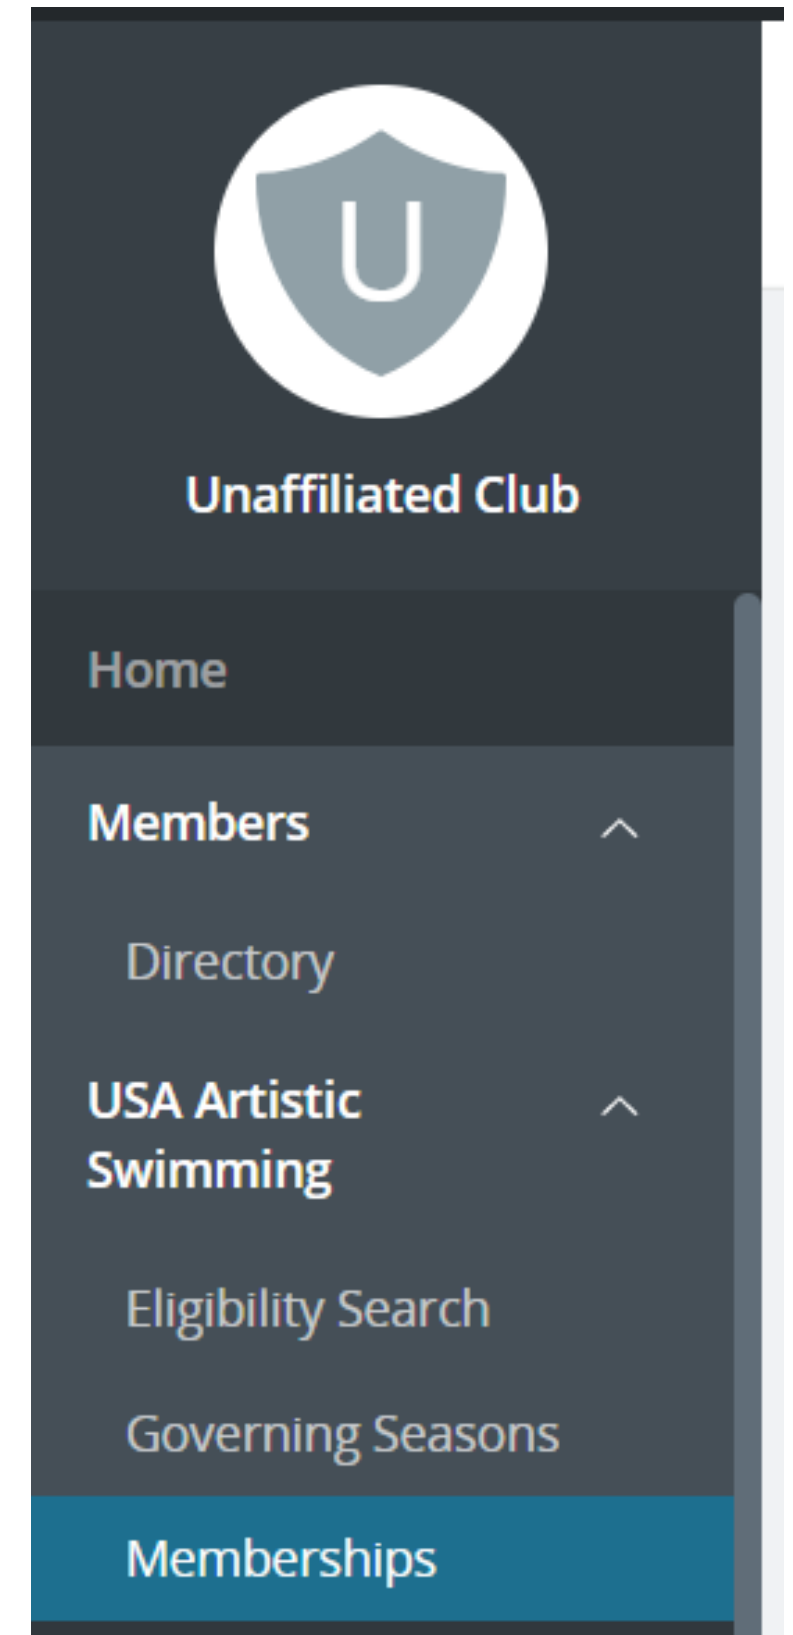 U
Unaffiliated Club
Home
Members
Directory
USA Artistic
Swimming
Eligibility Search
Governing Seasons
Memberships